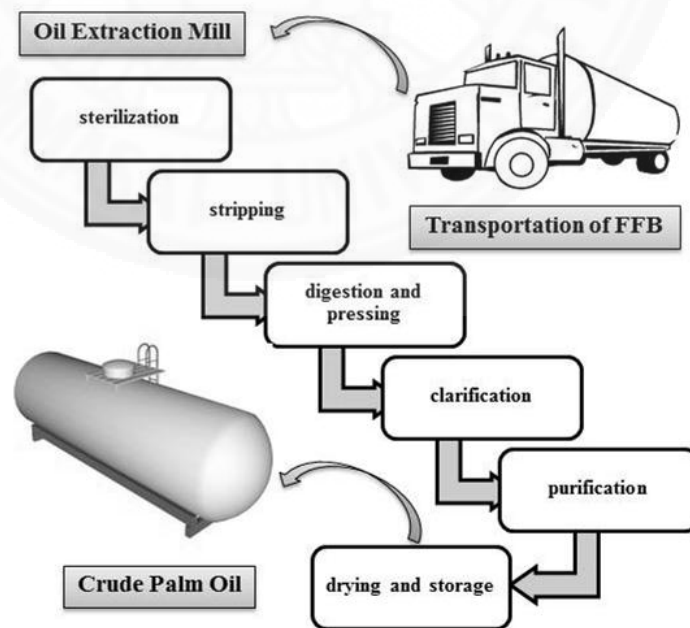 Oil Extraction Mill
sterilization
stripping
Transportation of FFB
digestion and
pressing
clarification
purification
drying and storage
Crude Palm Oil